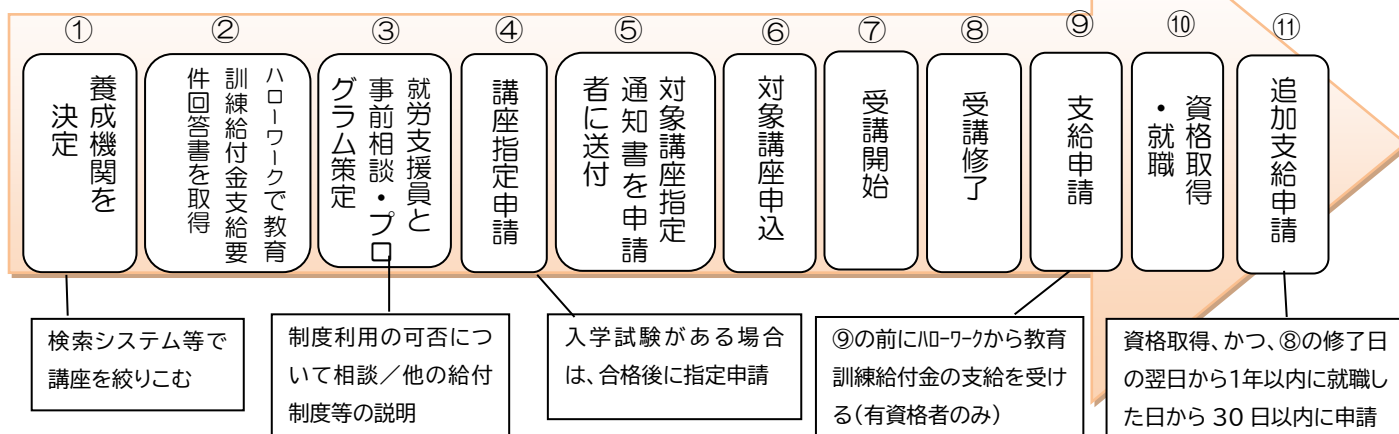 ①
養成機関を
決定
②
ハローワークで教育
訓練給付金支給要
件回答書を取得
③
就労支援員と
事前相談・プロ
グラム策定
④
講座指定申請
⑤
対象講座指定
通知書を申請
者に送付
⑥
対象講座申込
⑦
受講開始
⑧
受講修了
⑨
支給申請
⑩
資格取得
・就職
⑪
追加支給申請
検索システム等で
講座を絞りこむ
制度利用の可否につ
いて相談／他の給付
制度等の説明
入学試験がある場合
は、合格後に指定申請
⑨の前にﾊﾛｰﾜｰｸから教育
訓練給付金の支給を受け
る(有資格者のみ)
資格取得、かつ、⑧の修了日
の翌日から1年以内に就職し
た日から 30 日以内に申請